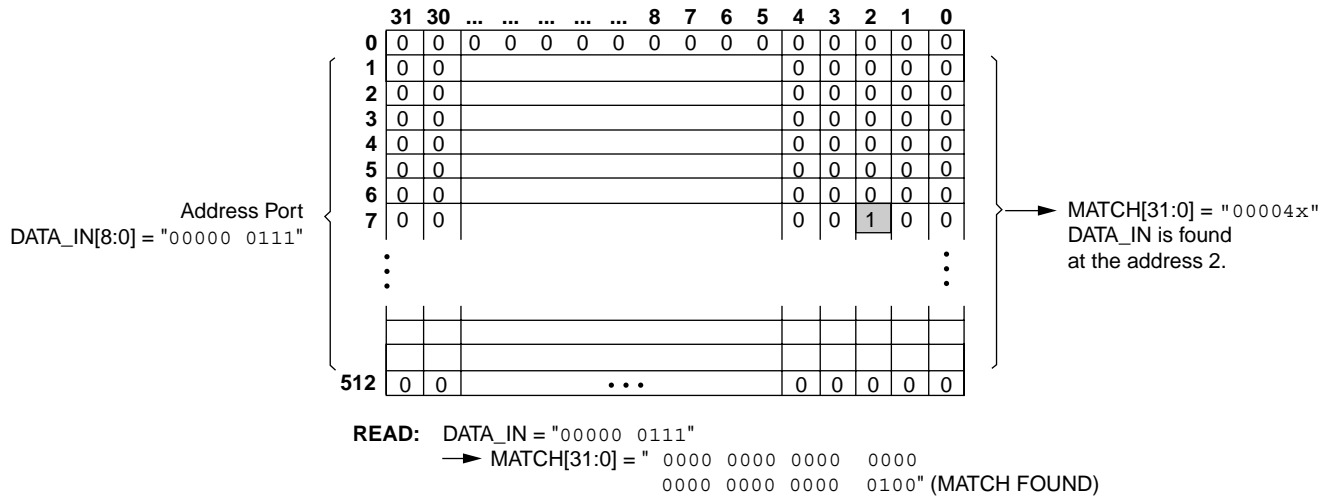 31 30 ... ... ... ... ... 8 7 6 5 4 3 2 1 0
0 0 0 0 0 0 0 0 0 0 0 0 0 0 0 0 0
1 0 0 0 0 0 0 0
2 0 0 0 0 0 0 0
3 0 0 0 0 0 0 0
4 0 0 0 0 0 0 0
5 0 0 0 0 0 0 0
6 0 0 0 0 0 0 0
7 0 0 0 0 1 0 0
Address Port
DATA_IN[8:0] = "00000 0111"
MATCH[31:0] = "00004x"
DATA_IN is found
at the address 2.
512 0 0 ... 0 0 0 0 0
READ: DATA_IN = "00000 0111"
MATCH[31:0] = " 0000 0000 0000 0000
0000 0000 0000 0100" (MATCH FOUND)